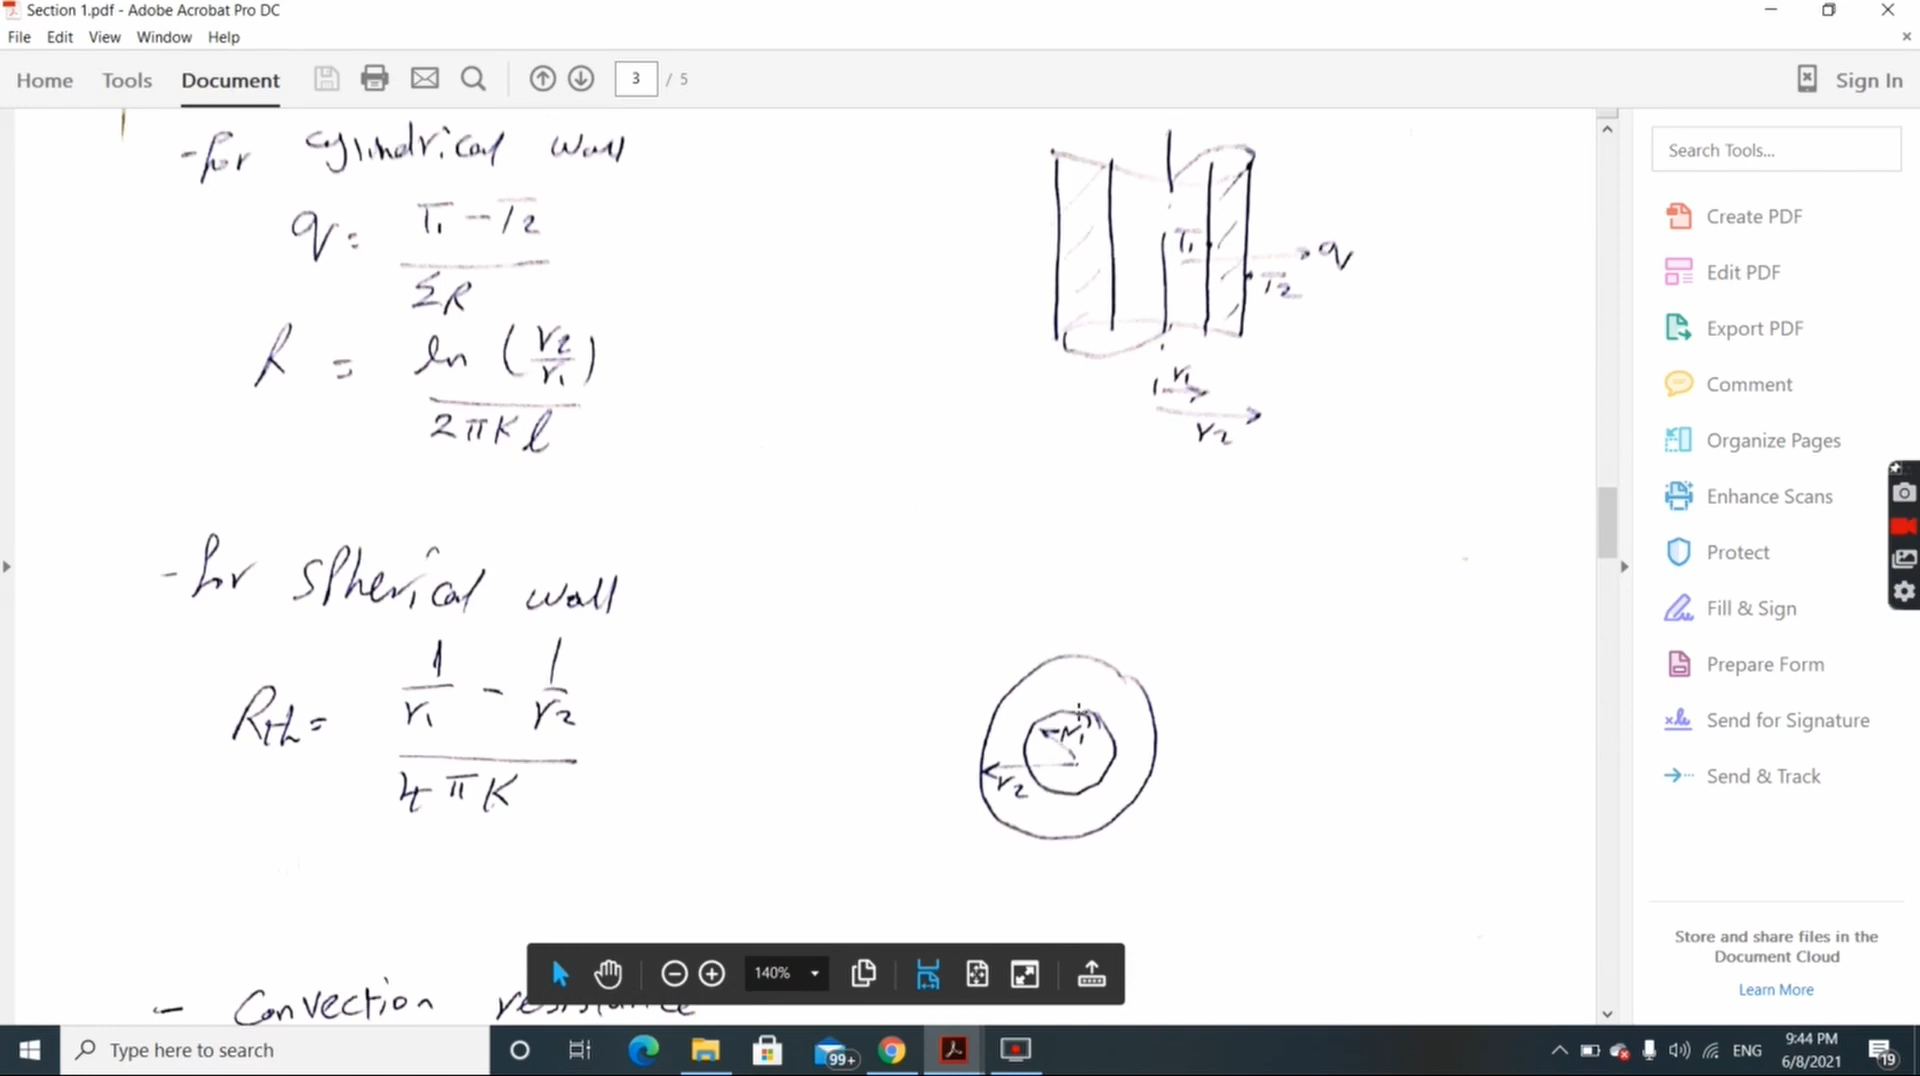 Section 1.pdf - Adobe Acrobat Pro DC
File Edit View Window Help
Home Tools Document 3 / 5 Sign In
- for cylindrical wall
q = T1 - T2 / ΣR
R = ln (r2/r1) / 2πKl
T1
q
T2
r1
r2
- for spherical wall
Rth = 1/r1 - 1/r2 / 4πK
r1
r2
- Convection resistance
140%
Search Tools...
Create PDF
Edit PDF
Export PDF
Comment
Organize Pages
Enhance Scans
Protect
Fill & Sign
Prepare Form
Send for Signature
Send & Track
Store and share files in the
Document Cloud
Learn More
Type here to search
99+
ENG
9:44 PM
6/8/2021
19